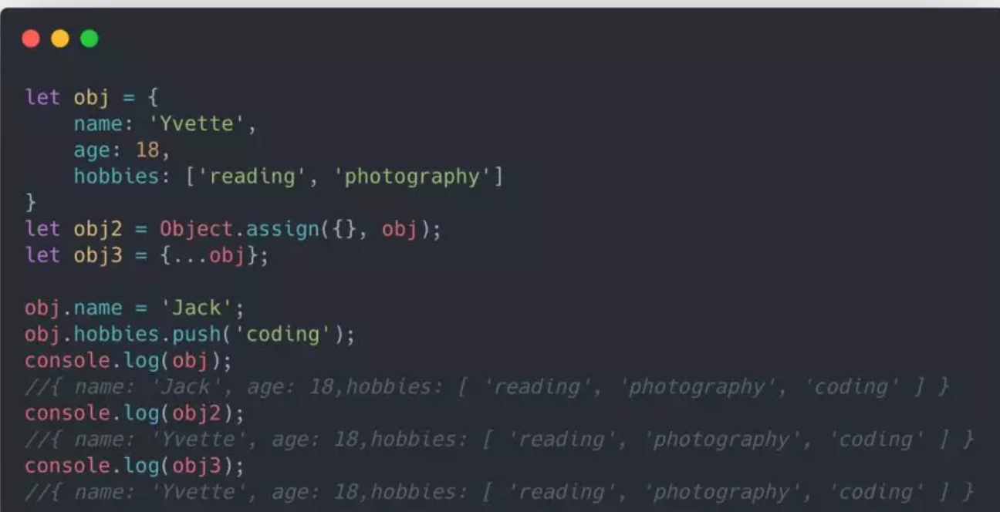 let obj = {
    name: 'Yvette',
    age: 18,
    hobbies: ['reading', 'photography']
}
let obj2 = Object.assign({}, obj);
let obj3 = {...obj};

obj.name = 'Jack';
obj.hobbies.push('coding');
console.log(obj);
//{ name: 'Jack', age: 18,hobbies: [ 'reading', 'photography', 'coding' ] }
console.log(obj2);
//{ name: 'Yvette', age: 18,hobbies: [ 'reading', 'photography', 'coding' ] }
console.log(obj3);
//{ name: 'Yvette', age: 18,hobbies: [ 'reading', 'photography', 'coding' ] }